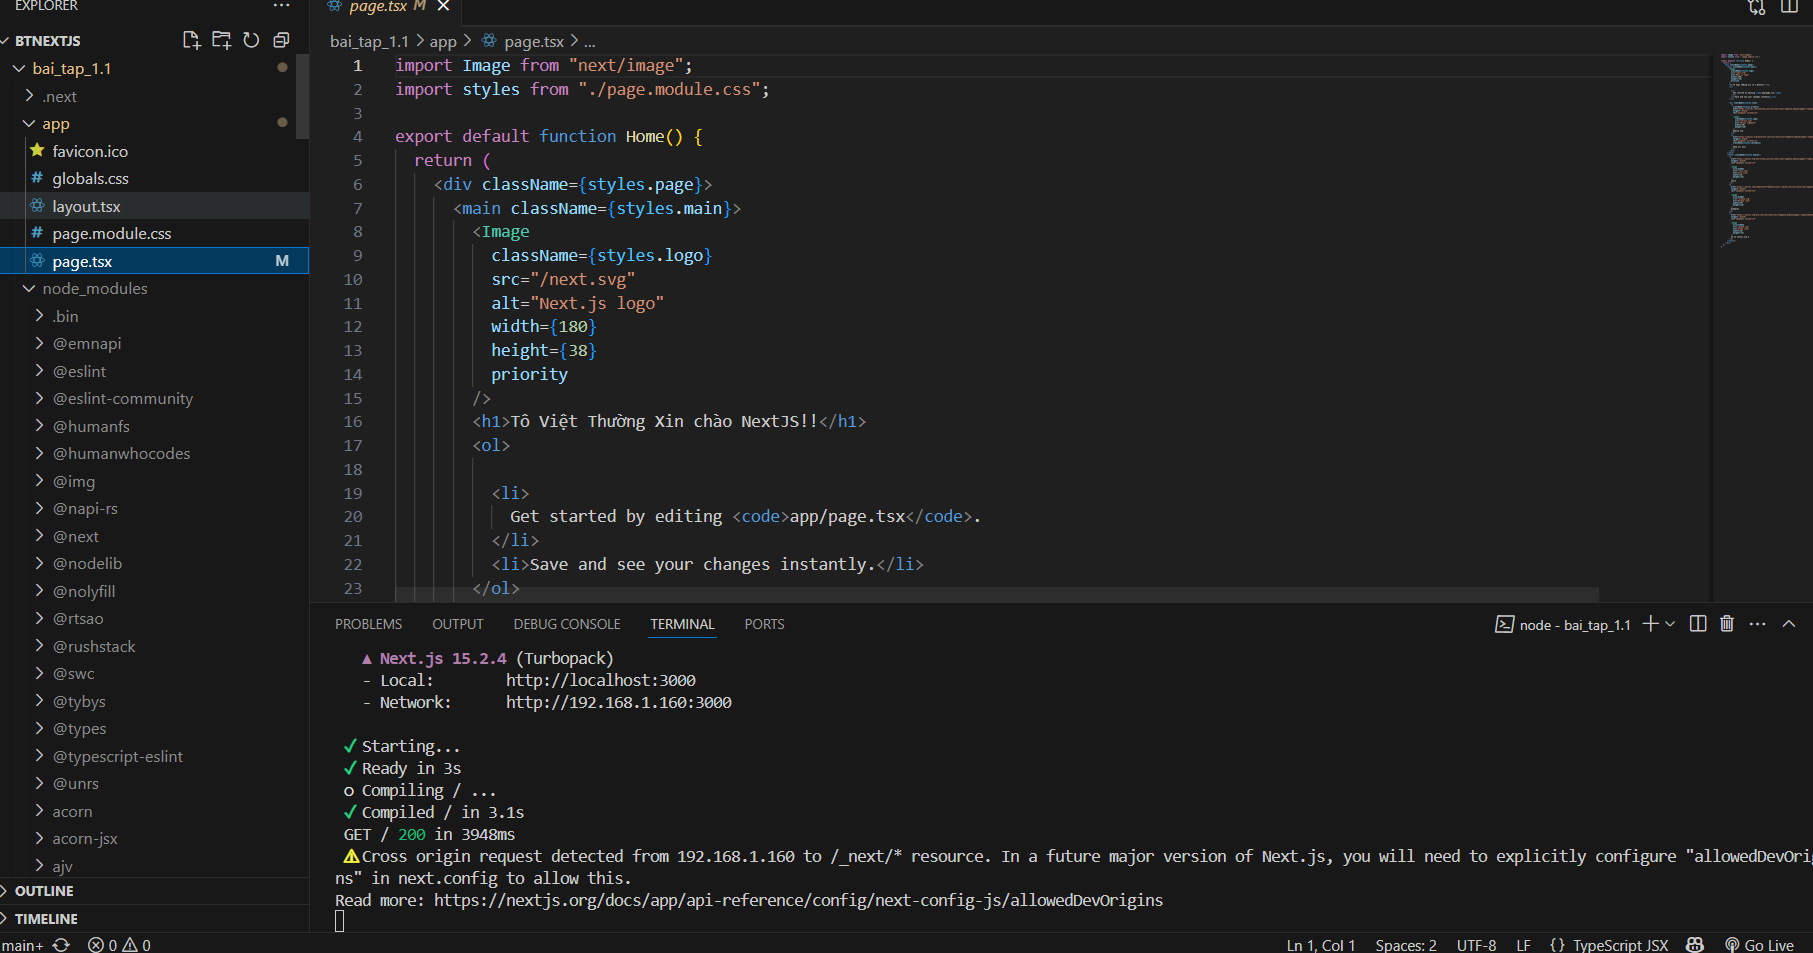 EXPLORER
page.tsx M
BTNEXTJS
bai_tap_1.1
.next
app
favicon.ico
globals.css
layout.tsx
page.module.css
page.tsx M
node_modules
.bin
@emnapi
@eslint
@eslint-community
@humanfs
@humanwhocodes
@img
@napi-rs
@next
@nodelib
@nolyfill
@rtsao
@rushstack
@swc
@tybys
@types
@typescript-eslint
@unrs
acorn
acorn-jsx
ajv
OUTLINE
TIMELINE
bai_tap_1.1 > app > page.tsx > ...
1 import Image from "next/image";
2 import styles from "./page.module.css";
3
4 export default function Home() {
5 return (
6 <div className={styles.page}>
7 <main className={styles.main}>
8 <Image
9 className={styles.logo}
10 src="/next.svg"
11 alt="Next.js logo"
12 width={180}
13 height={38}
14 priority
15 />
16 <h1>Tô Việt Thường Xin chào NextJS!!</h1>
17 <ol>
18
19 <li>
20 Get started by editing <code>app/page.tsx</code>.
21 </li>
22 <li>Save and see your changes instantly.</li>
23 </ol>
PROBLEMS OUTPUT DEBUG CONSOLE TERMINAL PORTS
node - bai_tap_1.1
▲ Next.js 15.2.4 (Turbopack)
- Local: http://localhost:3000
- Network: http://192.168.1.160:3000
✓ Starting...
✓ Ready in 3s
○ Compiling / ...
✓ Compiled / in 3.1s
GET / 200 in 3948ms
⚠ Cross origin request detected from 192.168.1.160 to /_next/* resource. In a future major version of Next.js, you will need to explicitly configure "allowedDevOrigi
ns" in next.config to allow this.
Read more: https://nextjs.org/docs/app/api-reference/config/next-config-js/allowedDevOrigins
main+ 0 0 Ln 1, Col 1 Spaces: 2 UTF-8 LF {} TypeScript JSX Go Live